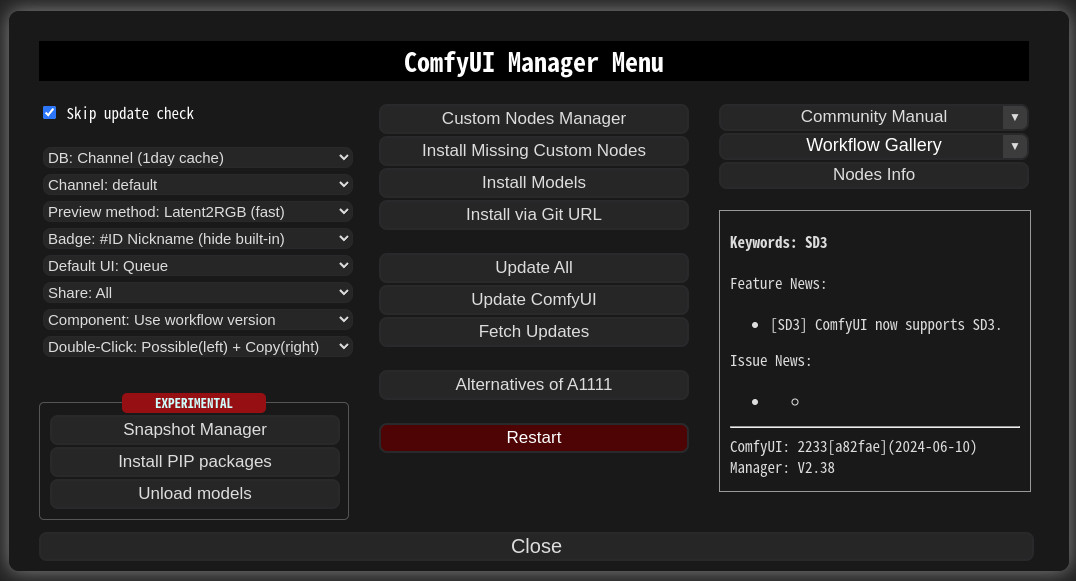 ComfyUI Manager Menu
Skip update check
DB: Channel (1day cache)
Channel: default
Preview method: Latent2RGB (fast)
Badge: #ID Nickname (hide built-in)
Default UI: Queue
Share: All
Component: Use workflow version
Double-Click: Possible(left) + Copy(right)
EXPERIMENTAL
Snapshot Manager
Install PIP packages
Unload models
Custom Nodes Manager
Install Missing Custom Nodes
Install Models
Install via Git URL
Update All
Update ComfyUI
Fetch Updates
Alternatives of A1111
Restart
Community Manual
Workflow Gallery
Nodes Info
Keywords: SD3
Feature News:
[SD3] ComfyUI now supports SD3.
Issue News:
ComfyUI: 2233[a82fae](2024-06-10)
Manager: V2.38
Close